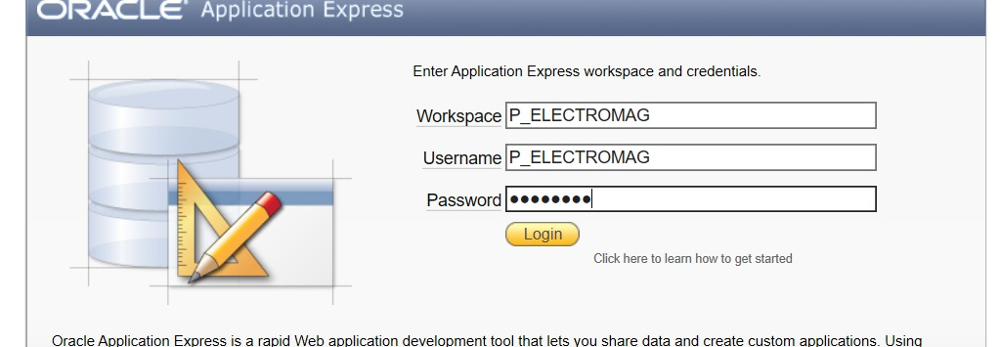 ORACLE Application Express
Enter Application Express workspace and credentials.
Workspace P_ELECTROMAG
Username P_ELECTROMAG
Password ●●●●●●●●
Login
Click here to learn how to get started
Oracle Application Express is a rapid Web application development tool that lets you share data and create custom applications. Using